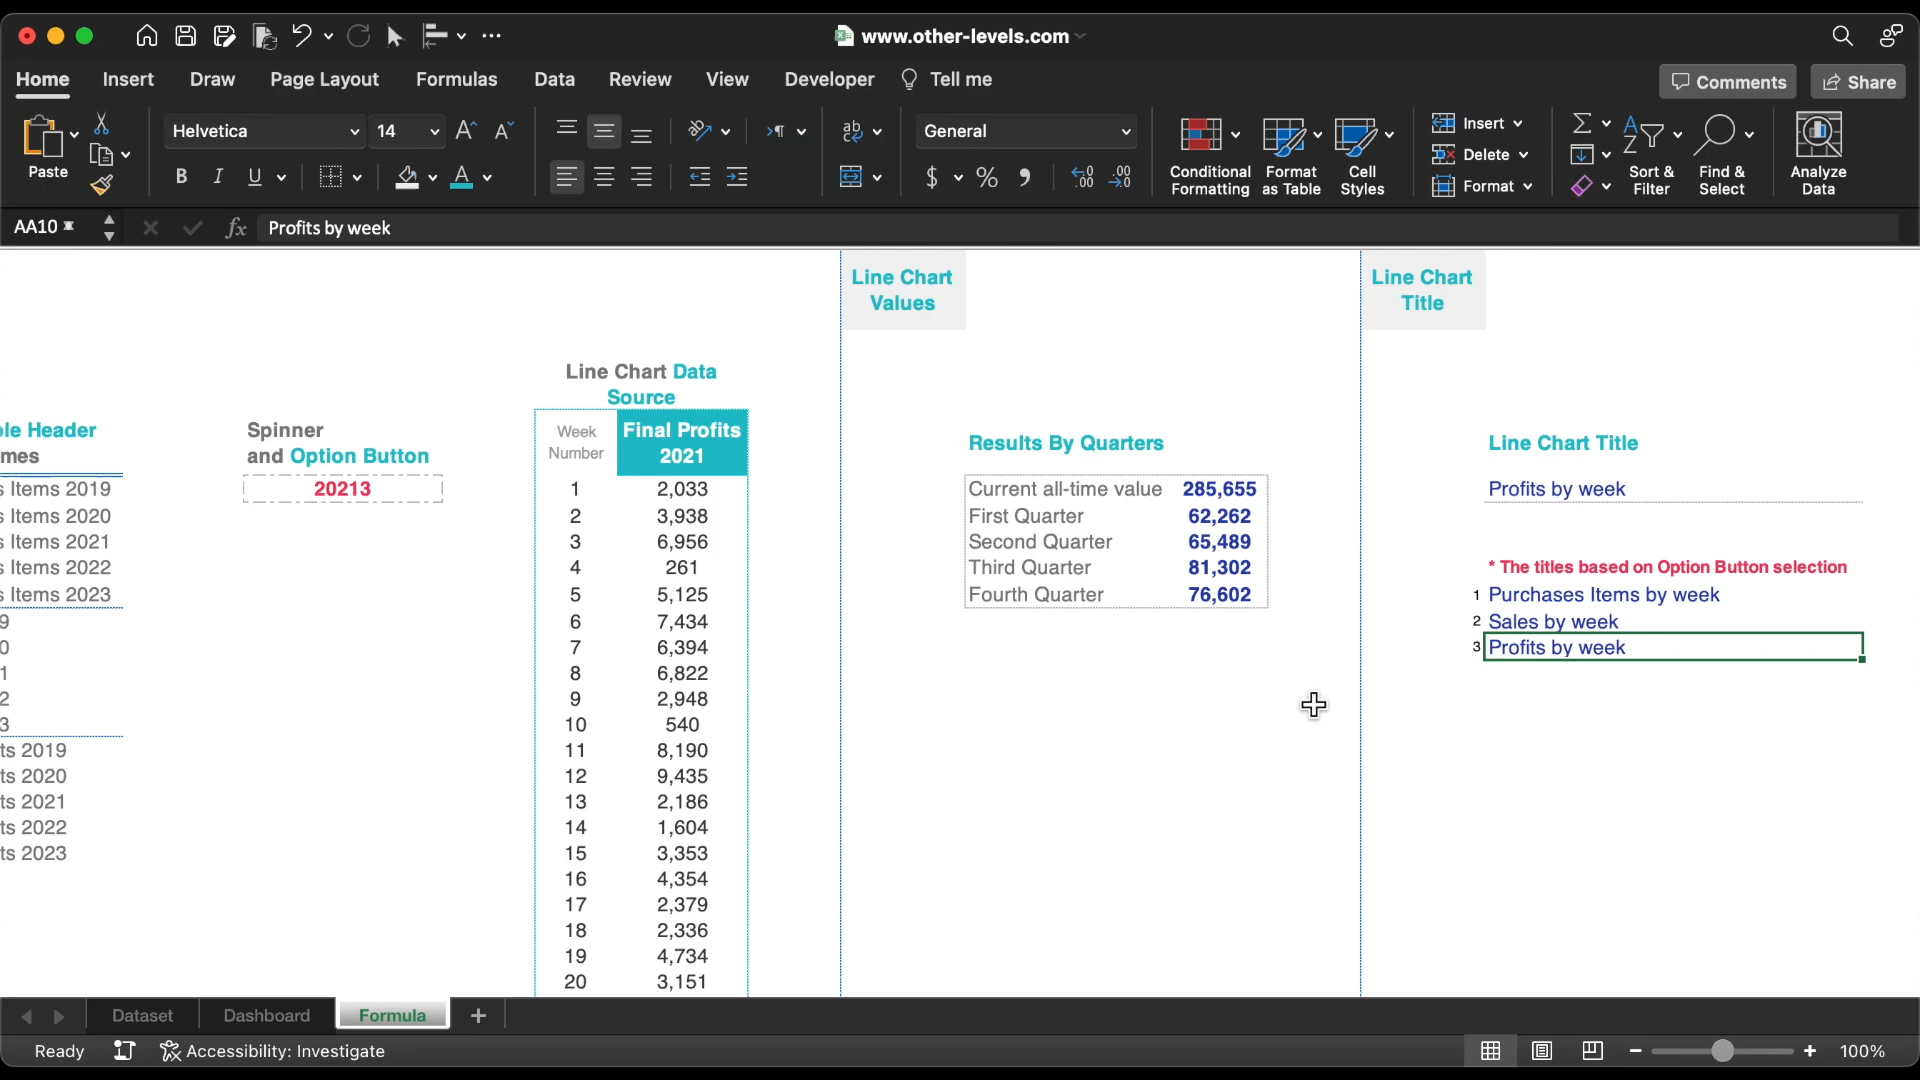 www.other-levels.com
Home Insert Draw Page Layout Formulas Data Review View Developer Tell me Comments Share
Paste
Helvetica 14
B I U A
General
$ % 9 .00 .00
Conditional Formatting
Format as Table
Cell Styles
Insert
Delete
Format
Sort & Filter
Find & Select
Analyze Data
AA10 fx Profits by week
Line Chart Values
Line Chart Title
Line Chart Data
Source
le Header
mes
s Items 2019
s Items 2020
s Items 2021
s Items 2022
s Items 2023
9
0
1
2
3
ts 2019
ts 2020
ts 2021
ts 2022
ts 2023
Spinner
and Option Button
20213
Week Number Final Profits 2021
1 2,033
2 3,938
3 6,956
4 261
5 5,125
6 7,434
7 6,394
8 6,822
9 2,948
10 540
11 8,190
12 9,435
13 2,186
14 1,604
15 3,353
16 4,354
17 2,379
18 2,336
19 4,734
20 3,151
Results By Quarters
Current all-time value 285,655
First Quarter 62,262
Second Quarter 65,489
Third Quarter 81,302
Fourth Quarter 76,602
Line Chart Title
Profits by week
* The titles based on Option Button selection
1 Purchases Items by week
2 Sales by week
3 Profits by week
Dataset Dashboard Formula +
Ready Accessibility: Investigate 100%